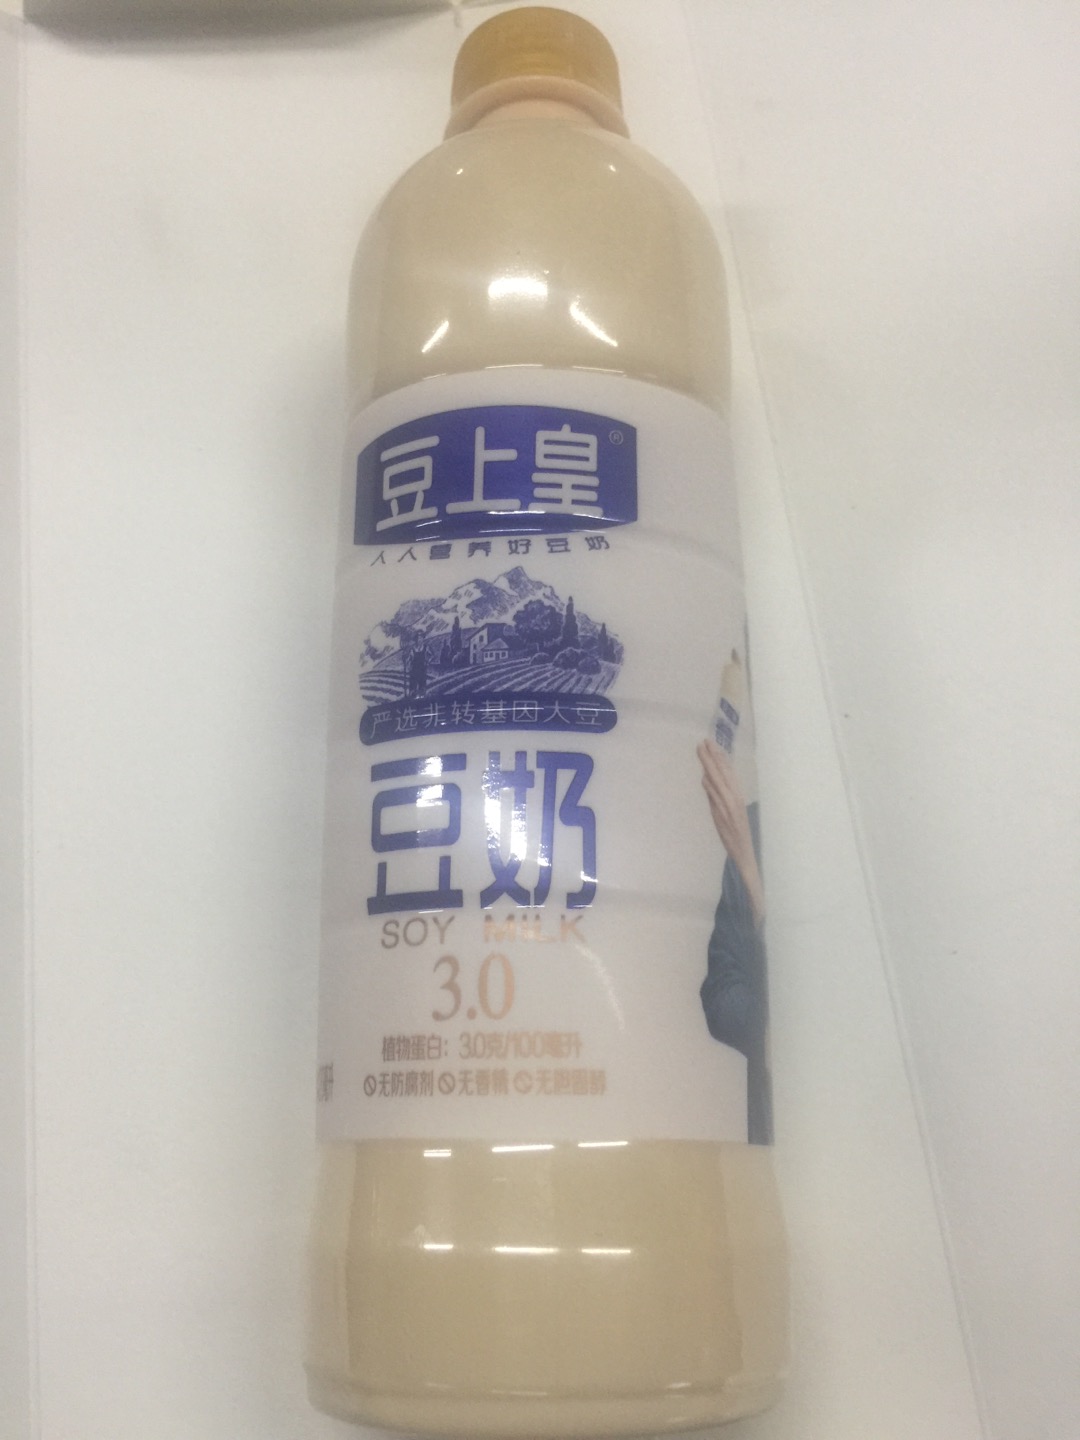 豆上皇®
人人营养好豆奶
严选非转基因大豆
豆奶
SOY MILK
3.0
植物蛋白：3.0克/100毫升
无防腐剂 无香精 无胆固醇
毫升